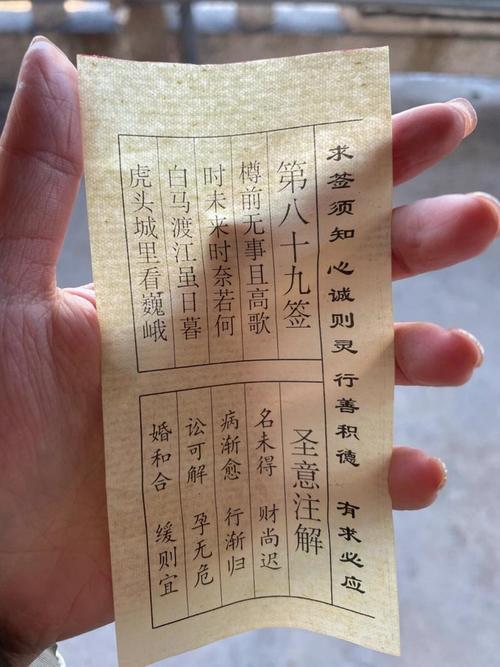 求签须知 心诚则灵 行善积德 有求必应
第八十九签
樽前无事且高歌
时未来时奈若何
白马渡江虽日暮
虎头城里看巍峨
圣意注解
名未得 财尚迟
病渐愈 行渐归
讼可解 孕无危
婚和合 缓则宜